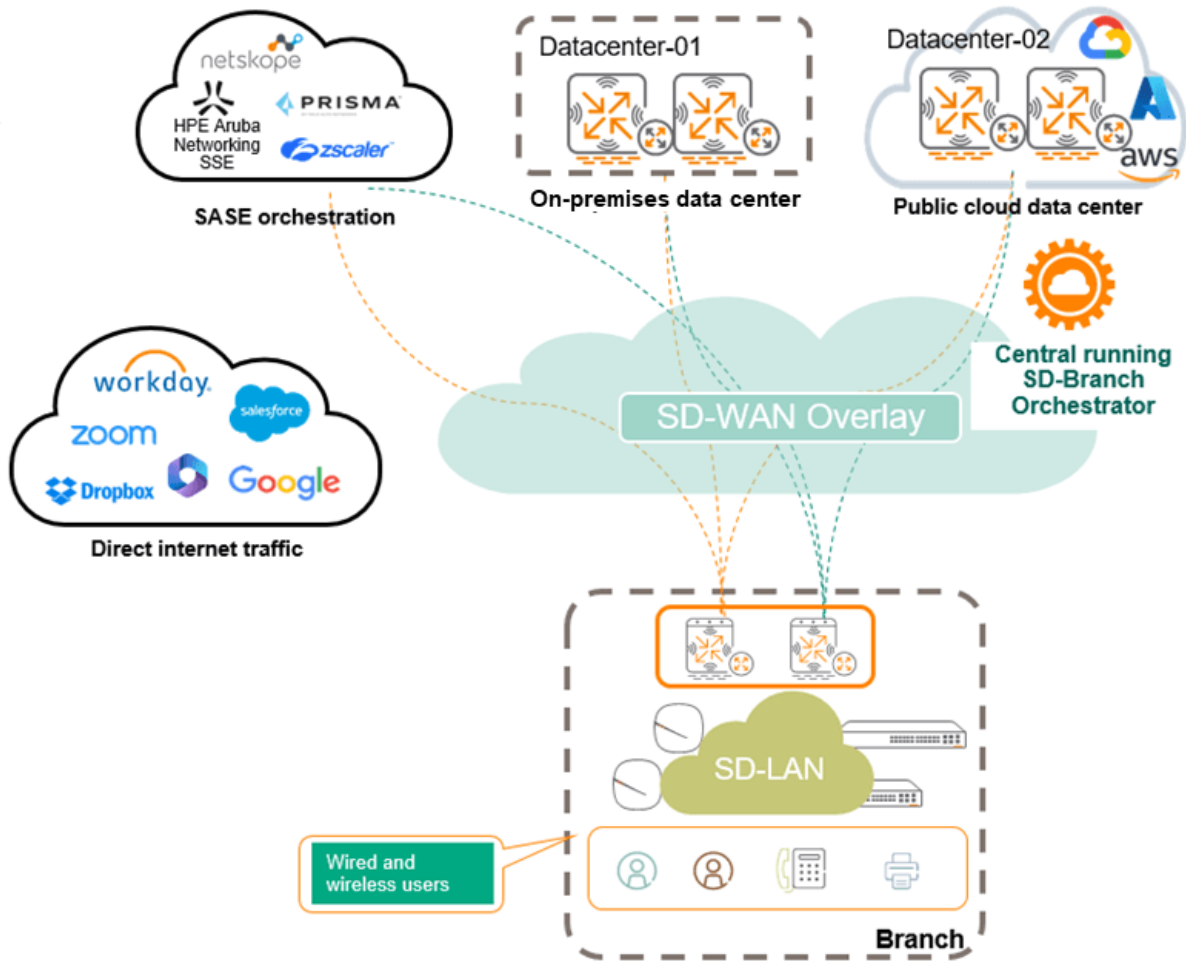 netskope
HPE Aruba
Networking
SSE
PRISMA
zscaler
SASE orchestration
Datacenter-01
On-premises data center
Datacenter-02
aws
Public cloud data center
Central running
SD-Branch
Orchestrator
SD-WAN Overlay
workday
salesforce
zoom
Dropbox
Google
Direct internet traffic
SD-LAN
Wired and
wireless users
Branch